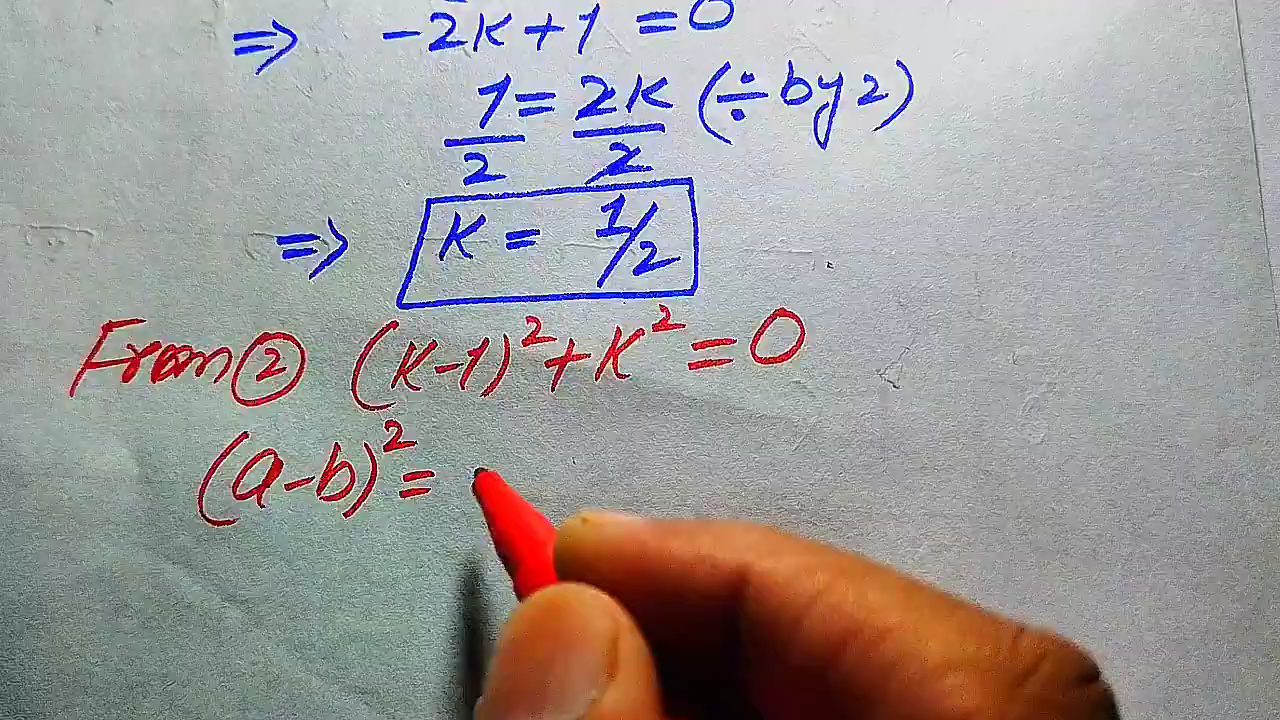 ⇒ -2K+1 =0
1/2 = 2K/2 (÷ by 2)
⇒ K = 1/2
From ② (K-1)²+K² =0
(a-b)² =